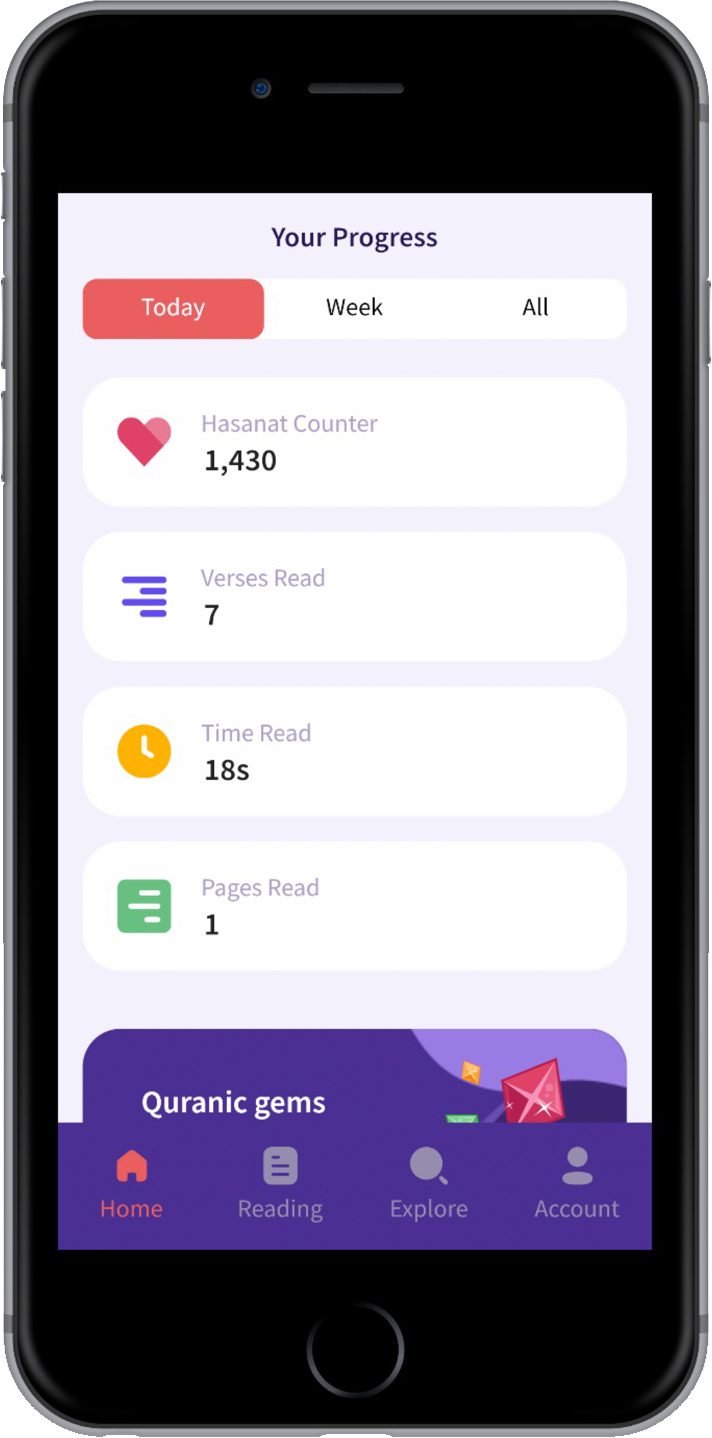 Your Progress
Today Week All
Hasanat Counter
1,430
Verses Read
7
Time Read
18s
Pages Read
1
Quranic gems
Home Reading Explore Account